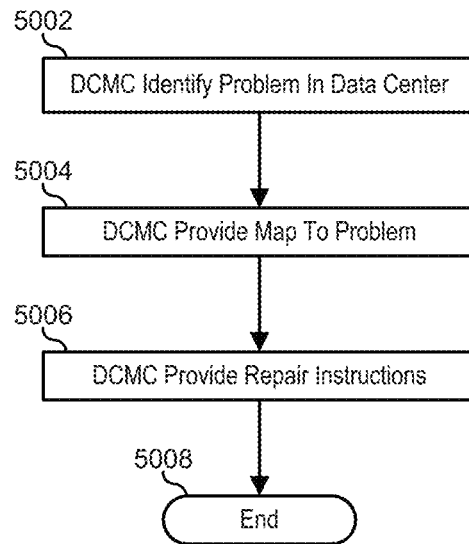 5002
DCMC Identify Problem In Data Center
5004
DCMC Provide Map To Problem
5006
DCMC Provide Repair Instructions
5008
End